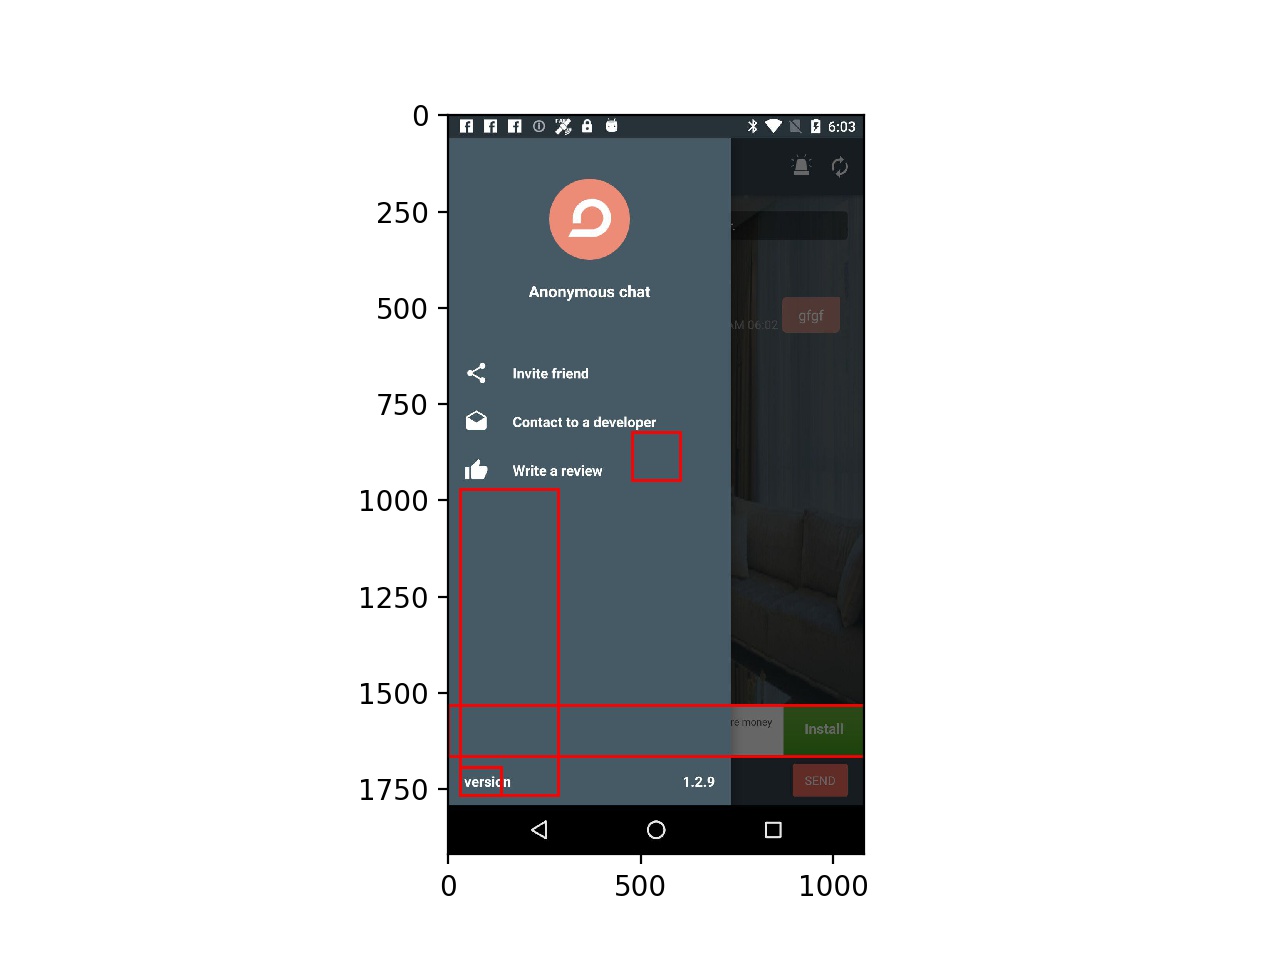 0
250
500
750
1000
1250
1500
1750
0
500
1000
6:03
Anonymous chat
AM 06:02
gfgf
Invite friend
Contact to a developer
Write a review
re money
Install
version
1.2.9
SEND